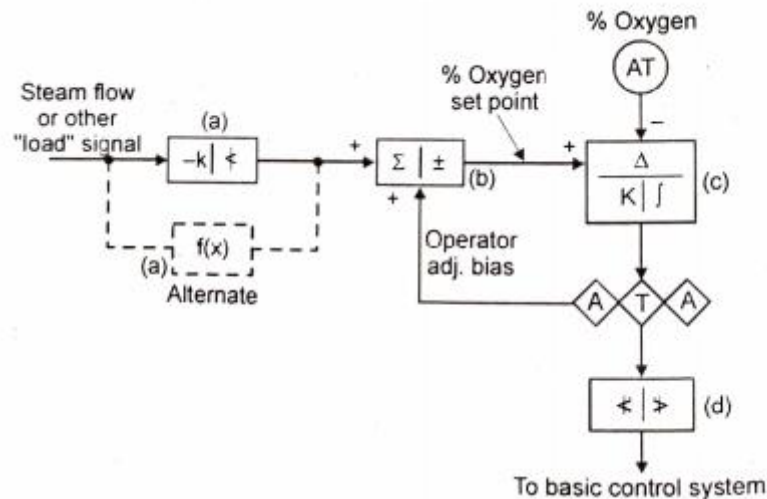 % Oxygen
AT
% Oxygen
set point
Steam flow
or other
"load" signal
(a)
−k | ≮
+
Σ | ±
(b)
+
−
+
Δ
K | ∫
(c)
(a)
f(x)
Alternate
Operator
adj. bias
A T A
≮ | ≯
(d)
To basic control system